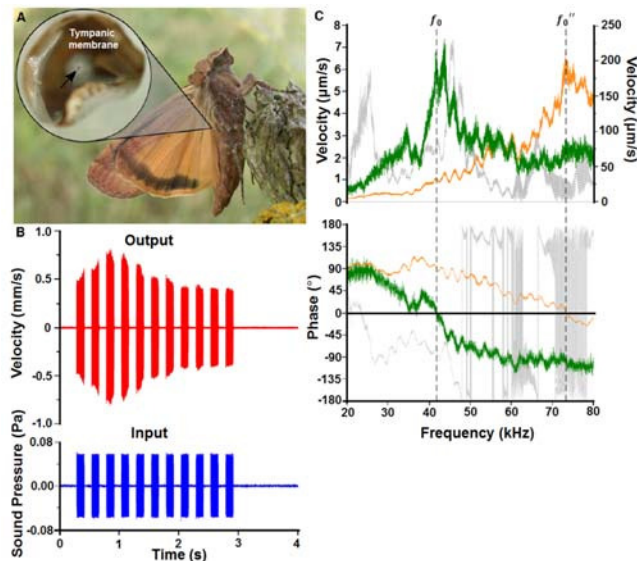 A
Tympanic
membrane
B
Output
1.0
0.5
0
-0.5
-1.0
Velocity (mm/s)
Input
0.08
0.00
-0.08
Sound Pressure (Pa)
0 1 2 3 4
Time (s)
C
f₀ f₀''
8
7
6
5
4
3
2
1
0
Velocity (μm/s)
250
200
150
100
50
0
Velocity (μm/s)
180
135
90
45
0
-45
-90
-135
-180
Phase (°)
20 30 40 50 60 70 80
Frequency (kHz)